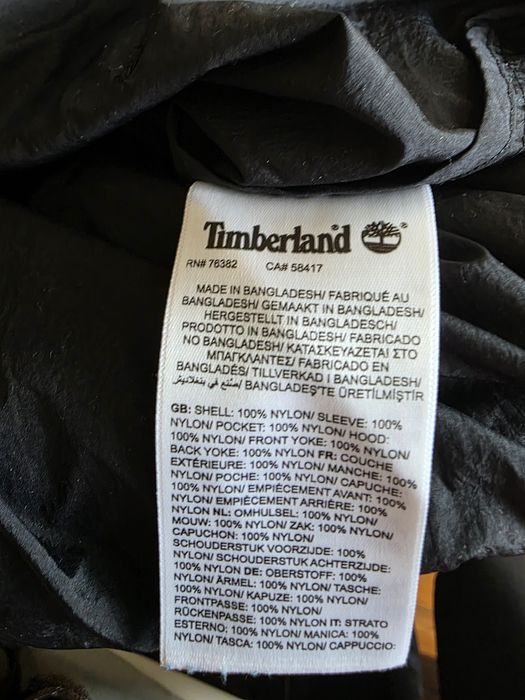 Timberland®
RN# 76382 CA# 58417
MADE IN BANGLADESH/ FABRIQUÉ AU
BANGLADESH/ GEMAAKT IN BANGLADESH/
HERGESTELLT IN BANGLADESCH/
PRODOTTO IN BANGLADESH/ FABRICADO
NO BANGLADESH/ ΚΑΤΑΣΚΕΥΑΖΕΤΑΙ ΣΤΟ
ΜΠΑΓΚΛΑΝΤΕΣ/ FABRICADO EN
BANGLADÉS/ TILLVERKAD I BANGLADESH/
صنع في بنغلاديش/ BANGLADEŞ'TE ÜRETİLMİŞTİR
GB: SHELL: 100% NYLON/ SLEEVE: 100%
NYLON/ POCKET: 100% NYLON/ HOOD:
100% NYLON/ FRONT YOKE: 100% NYLON/
BACK YOKE: 100% NYLON FR: COUCHE
EXTÉRIEURE: 100% NYLON/ MANCHE: 100%
NYLON/ POCHE: 100% NYLON/ CAPUCHE:
100% NYLON/ EMPIÈCEMENT AVANT: 100%
NYLON/ EMPIÈCEMENT ARRIÈRE: 100%
NYLON NL: OMHULSEL: 100% NYLON/
MOUW: 100% NYLON/ ZAK: 100% NYLON/
CAPUCHON: 100% NYLON/
SCHOUDERSTUK VOORZIJDE: 100%
NYLON/ SCHOUDERSTUK ACHTERZIJDE:
100% NYLON DE: OBERSTOFF: 100%
NYLON/ ÄRMEL: 100% NYLON/ TASCHE:
100% NYLON/ KAPUZE: 100% NYLON/
FRONTPASSE: 100% NYLON/
RÜCKENPASSE: 100% NYLON IT: STRATO
ESTERNO: 100% NYLON/ MANICA: 100%
NYLON/ TASCA: 100% NYLON/ CAPPUCCIO: